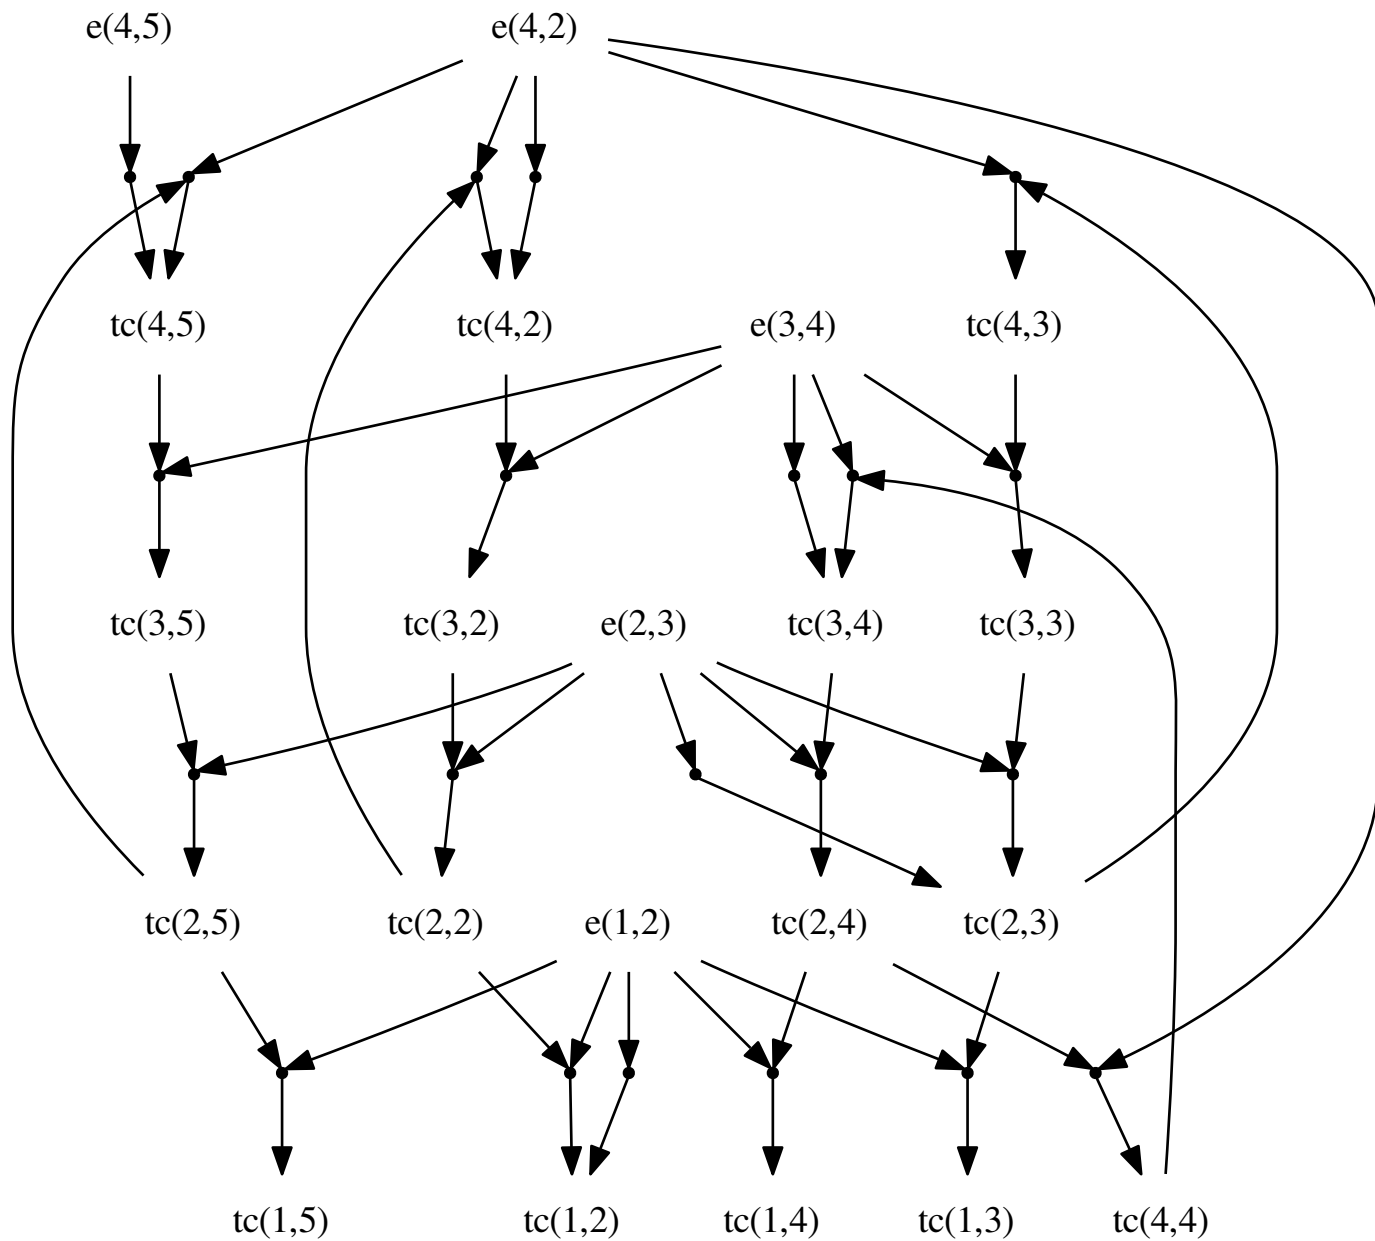 e(4,5) e(4,2)
tc(4,5) tc(4,2) e(3,4) tc(4,3)
tc(3,5) tc(3,2) e(2,3) tc(3,4) tc(3,3)
tc(2,5) tc(2,2) e(1,2) tc(2,4) tc(2,3)
tc(1,5) tc(1,2) tc(1,4) tc(1,3) tc(4,4)